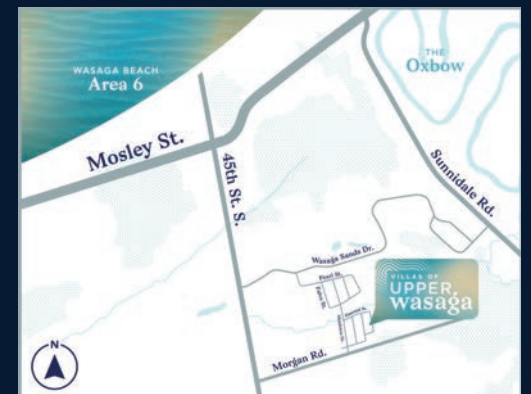 WASAGA BEACH
Area 6
THE
Oxbow
Mosley St.
45th St. S.
Sunnidale Rd.
Wasaga Sands Dr.
Pearl St.
VILLAS OF
UPPER
wasaga
Morgan Rd.
N